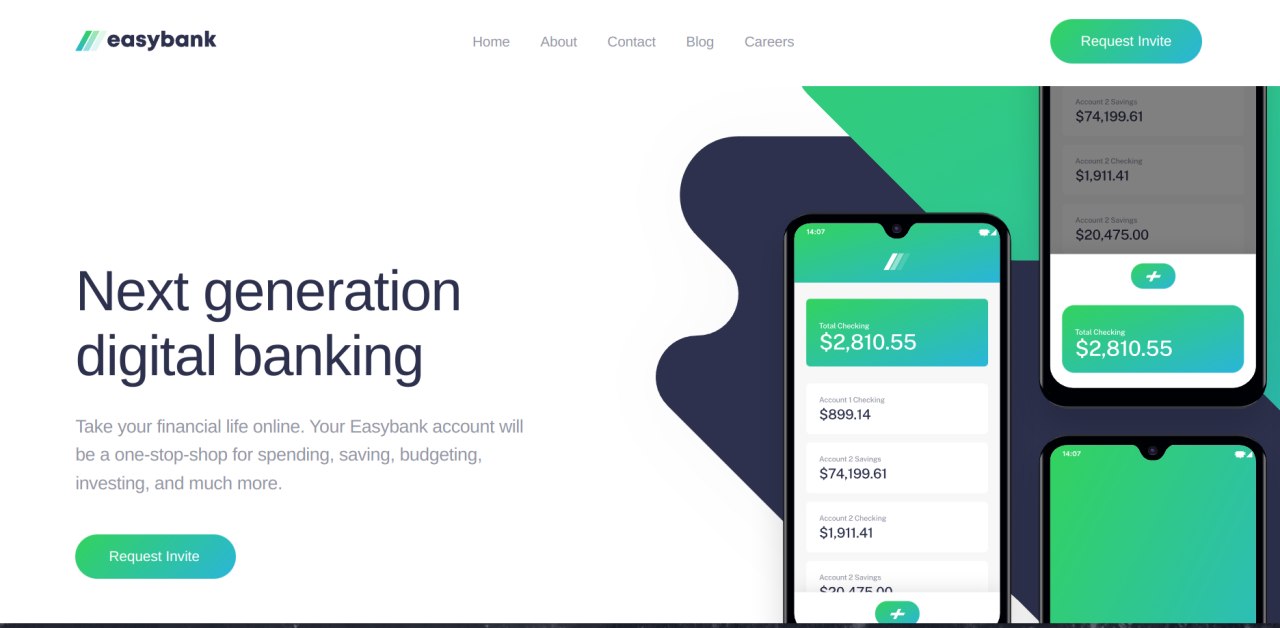 easybank
Home
About
Contact
Blog
Careers
Request Invite
Next generation
digital banking
Take your financial life online. Your Easybank account will
be a one-stop-shop for spending, saving, budgeting,
investing, and much more.
Request Invite
14:07
Total Checking
$2,810.55
Account 1 Checking
$899.14
Account 2 Savings
$74,199.61
Account 2 Checking
$1,911.41
Account 2 Savings
$20,475.00
Account 2 Savings
$74,199.61
Account 2 Checking
$1,911.41
Account 2 Savings
$20,475.00
Total Checking
$2,810.55
14:07